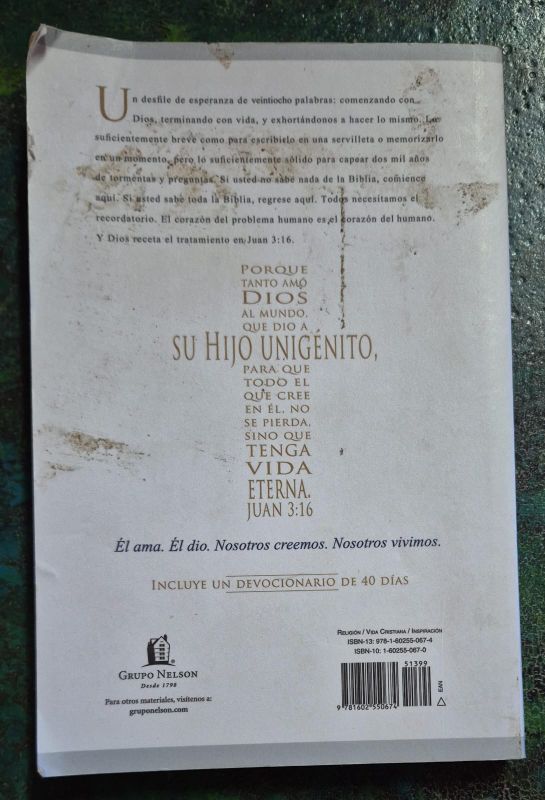 Un desfile de esperanza de veintiocho palabras: comenzando con
Dios, terminando con vida, y exhortándonos a hacer lo mismo. Lo
suficientemente breve como para escribirlo en una servilleta o memorizarlo
en un momento, pero lo suficientemente sólido para capear dos mil años
de tormentas y preguntas. Si usted no sabe nada de la Biblia, comience
aquí. Si usted sabe toda la Biblia, regrese aquí. Todos necesitamos el
recordatorio. El corazón del problema humano es el corazón del humano.
Y Dios receta el tratamiento en Juan 3:16.
PORQUE
TANTO AMÓ
DIOS
AL MUNDO,
QUE DIO A
SU HIJO UNIGÉNITO,
PARA QUE
TODO EL
QUE CREE
EN ÉL, NO
SE PIERDA,
SINO QUE
TENGA
VIDA
ETERNA.
JUAN 3:16
Él ama. Él dio. Nosotros creemos. Nosotros vivimos.
INCLUYE UN DEVOCIONARIO DE 40 DÍAS
RELIGIÓN / VIDA CRISTIANA / INSPIRACIÓN
ISBN-13: 978-1-60255-067-4
ISBN-10: 1-60255-067-0
51399
EAN
9 781602 550674
GRUPO NELSON
Desde 1798
Para otros materiales, visítenos a:
gruponelson.com